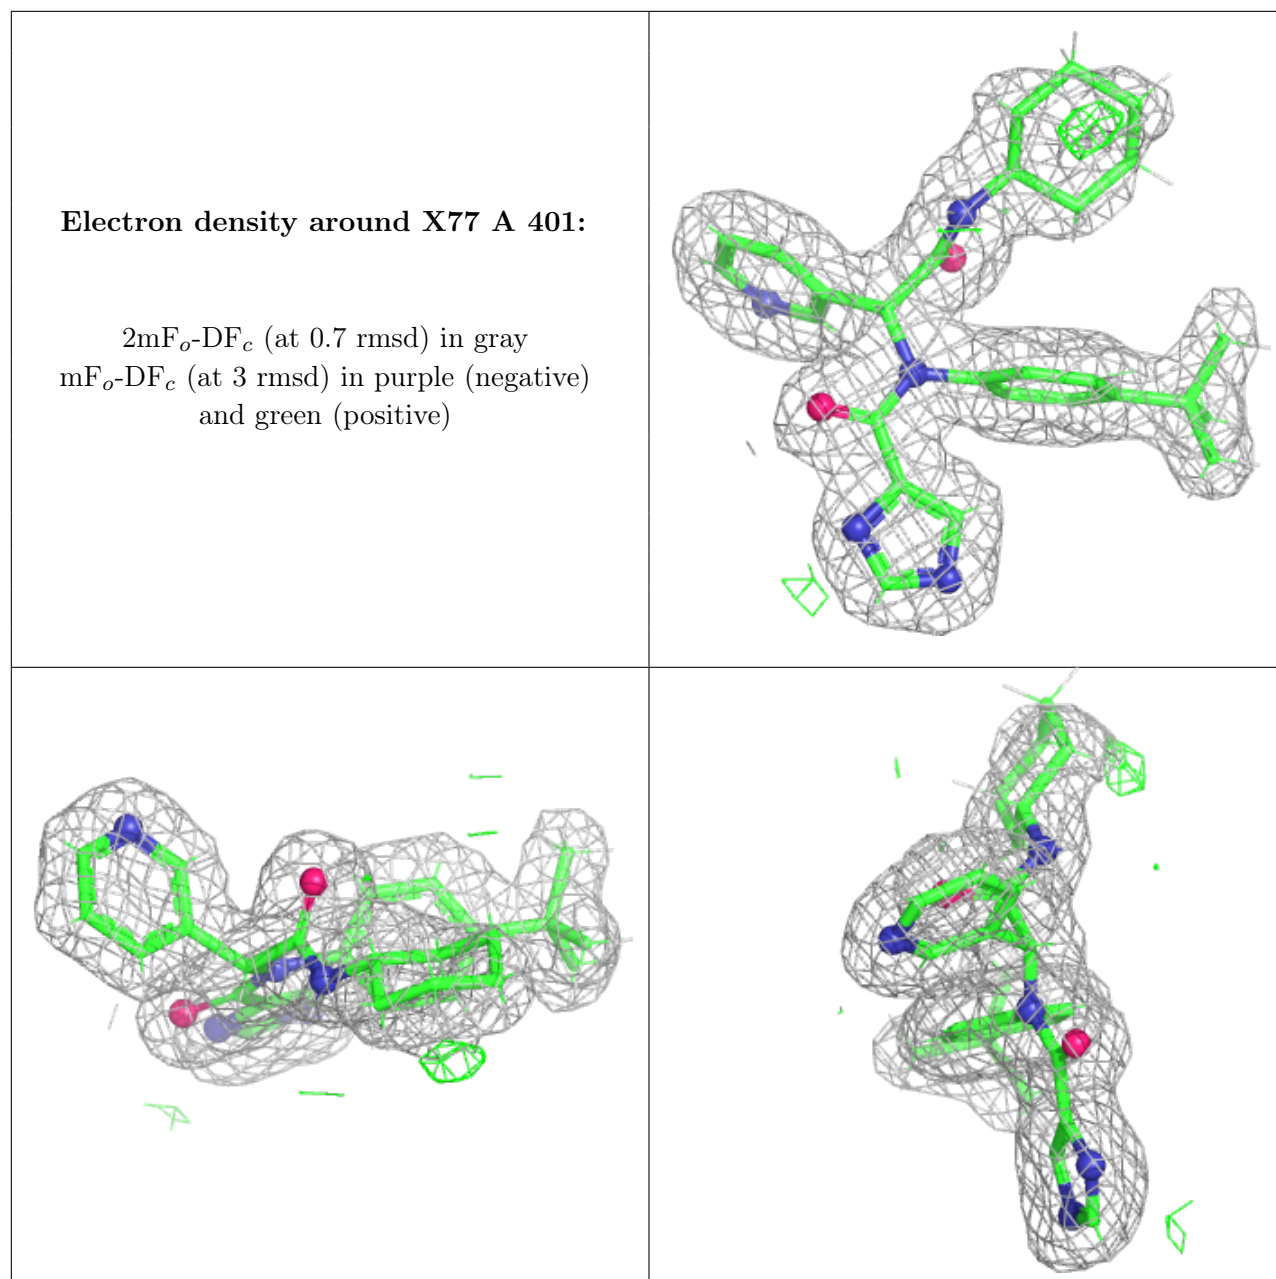 Electron density around X77 A 401:
2mFo-DFc (at 0.7 rmsd) in gray
mFo-DFc (at 3 rmsd) in purple (negative)
and green (positive)